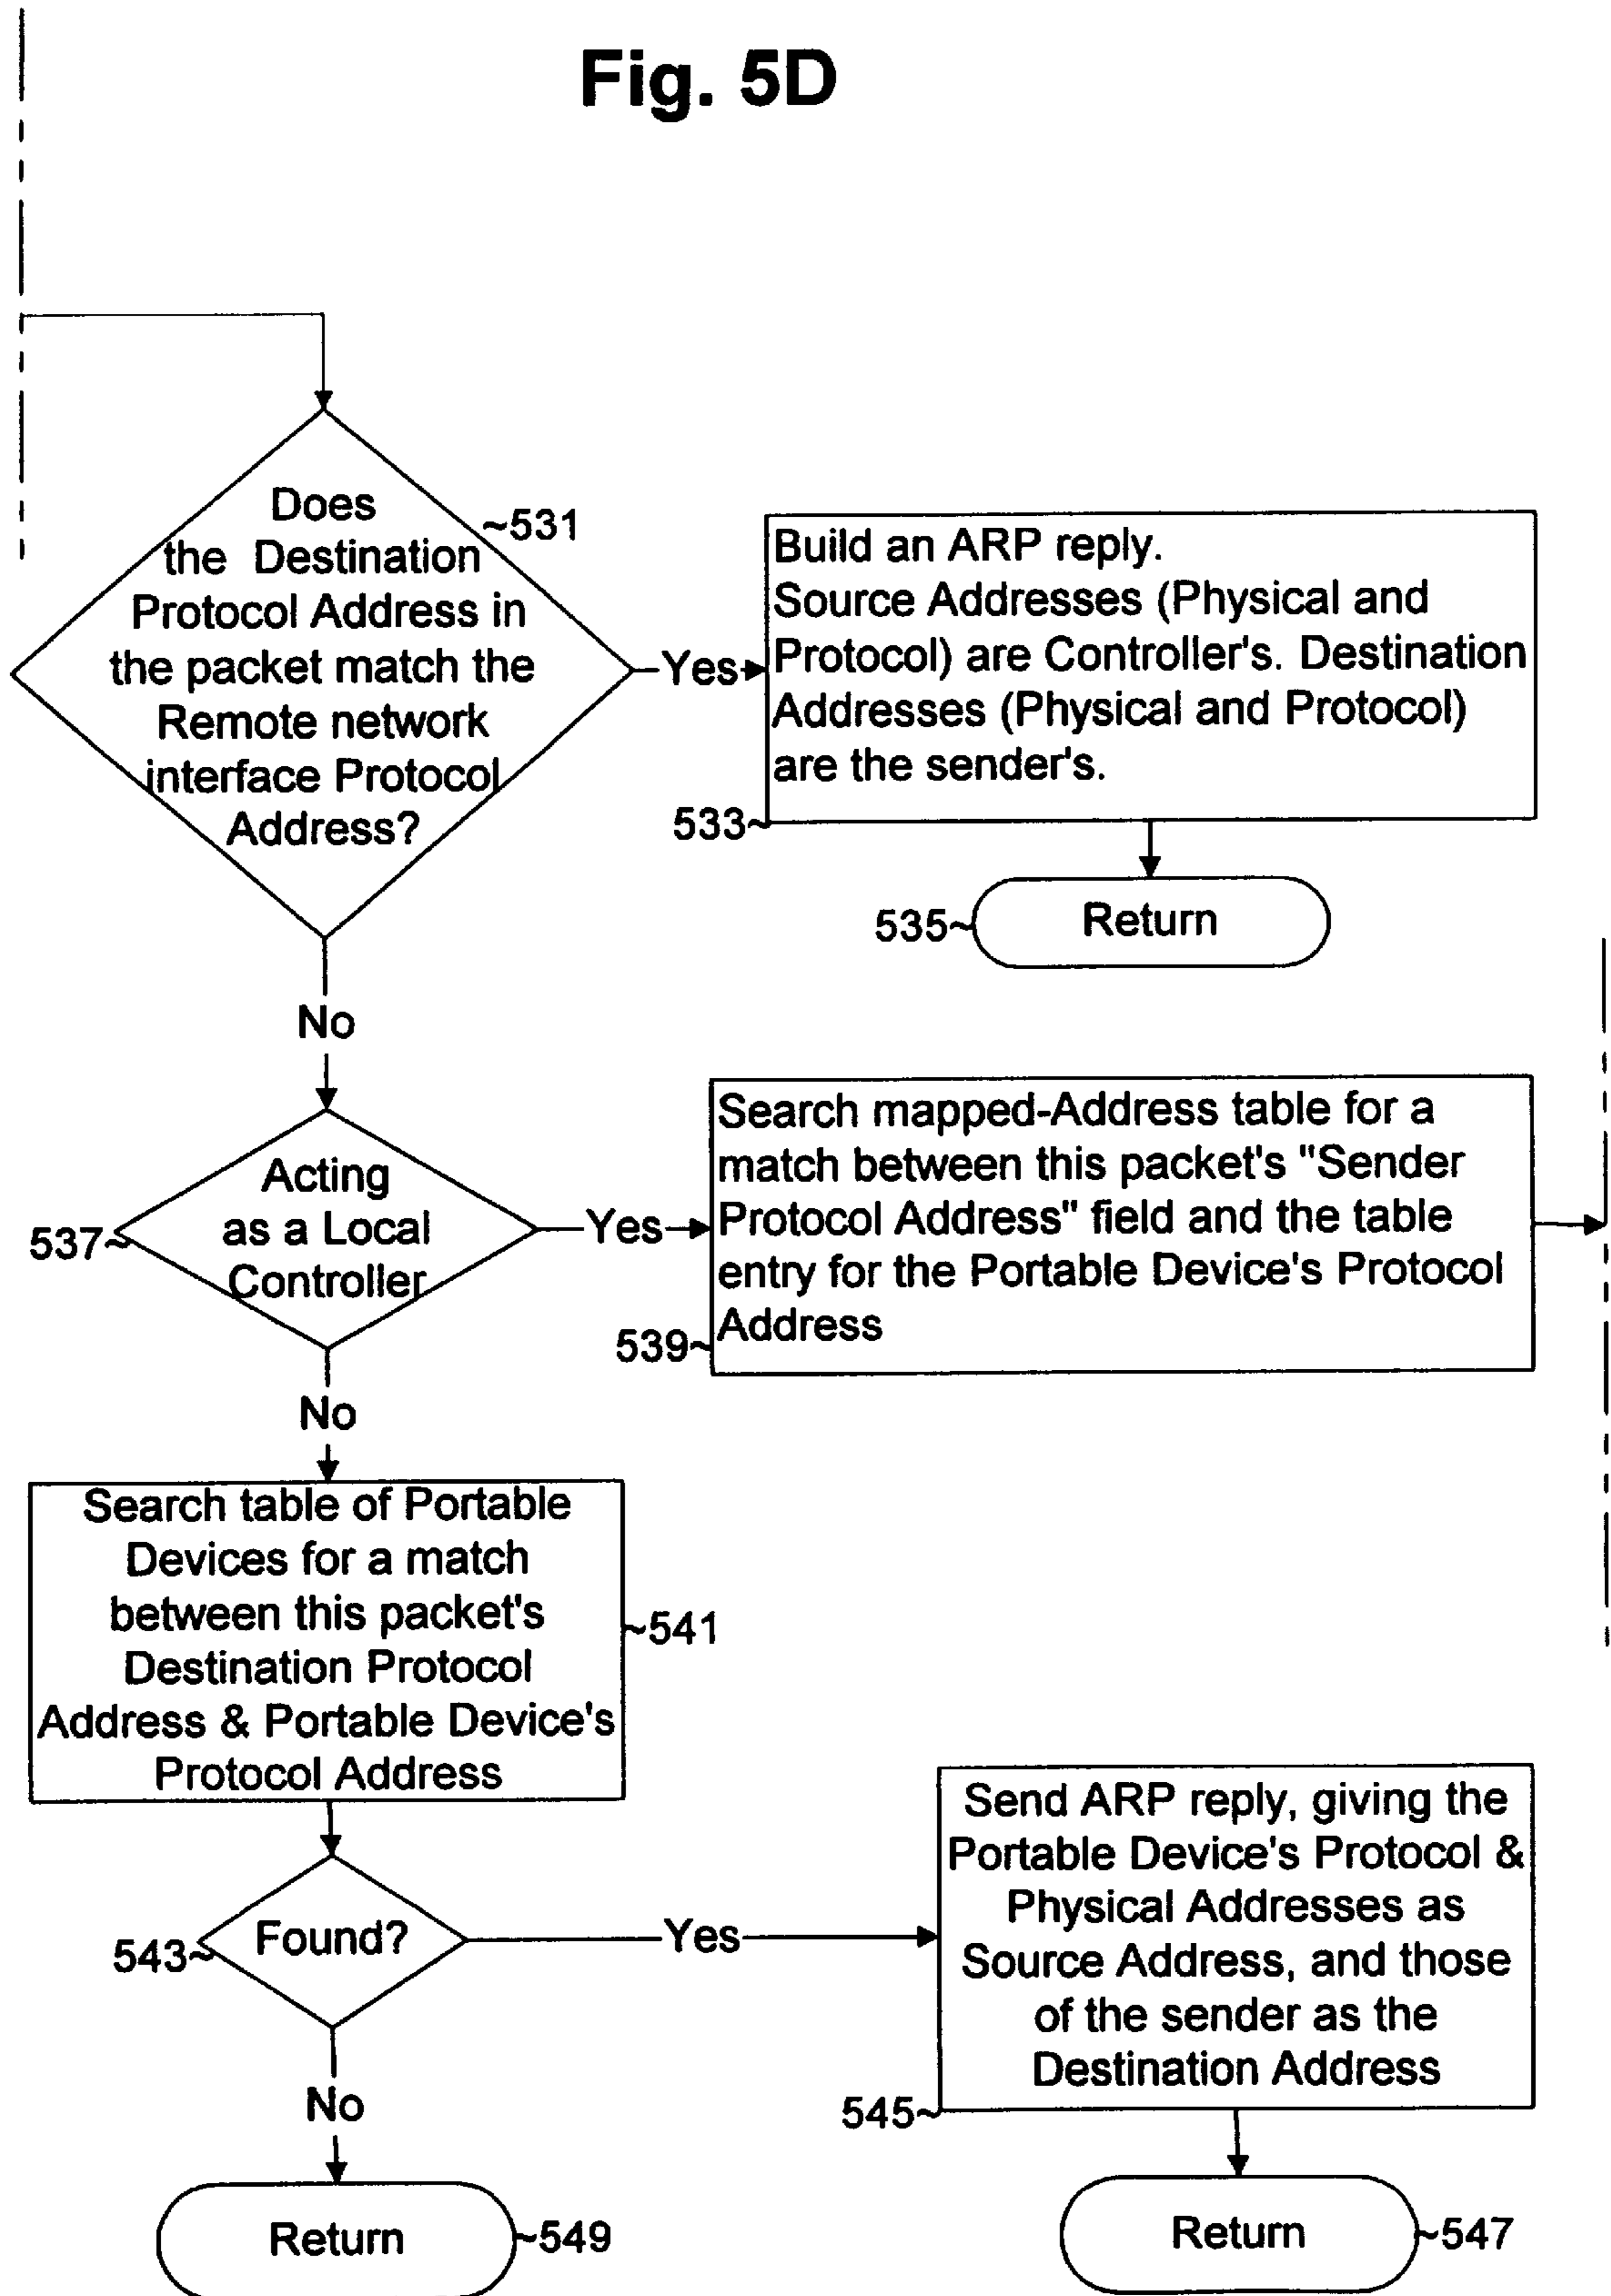 Fig. 5D
Does
the Destination
Protocol Address in
the packet match the
Remote network
interface Protocol
Address?
~531
Yes
Build an ARP reply.
Source Addresses (Physical and
Protocol) are Controller's. Destination
Addresses (Physical and Protocol)
are the sender's.
533~
Return
535~
No
Acting
as a Local
Controller
537~
Yes
Search mapped-Address table for a
match between this packet's "Sender
Protocol Address" field and the table
entry for the Portable Device's Protocol
Address
539~
No
Search table of Portable
Devices for a match
between this packet's
Destination Protocol
Address & Portable Device's
Protocol Address
~541
Found?
543~
Yes
Send ARP reply, giving the
Portable Device's Protocol &
Physical Addresses as
Source Address, and those
of the sender as the
Destination Address
545~
No
Return
~549
Return
~547